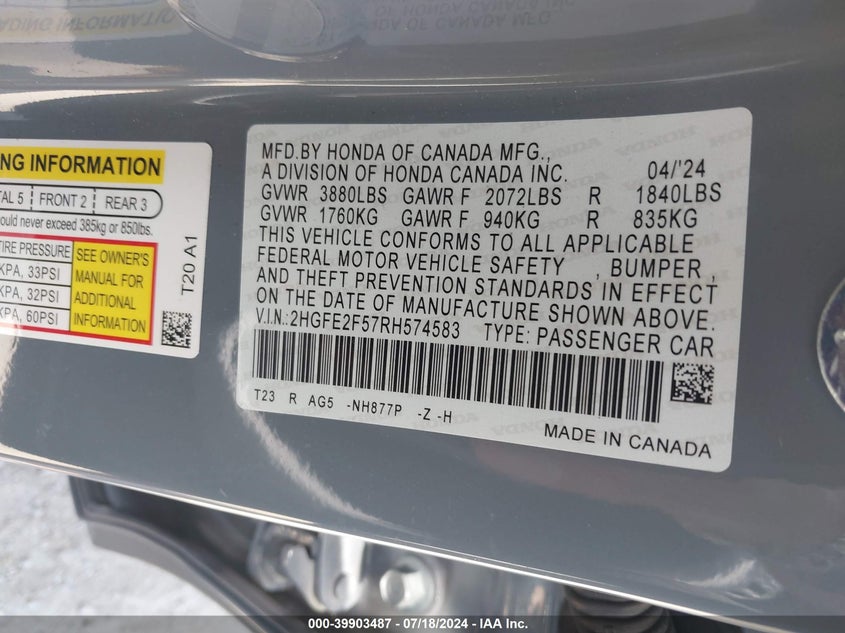 NG INFORMATION
TAL 5 FRONT 2 REAR 3
ould never exceed 385kg or 850lbs.
TIRE PRESSURE
KPA, 33PSI
KPA, 32PSI
KPA, 60PSI
SEE OWNER'S
MANUAL FOR
ADDITIONAL
INFORMATION
T20 A1
MFD.BY HONDA OF CANADA MFG.,
A DIVISION OF HONDA CANADA INC. 04/'24
GVWR 3880LBS GAWR F 2072LBS R 1840LBS
GVWR 1760KG GAWR F 940KG R 835KG
THIS VEHICLE CONFORMS TO ALL APPLICABLE
FEDERAL MOTOR VEHICLE SAFETY , BUMPER ,
AND THEFT PREVENTION STANDARDS IN EFFECT
ON THE DATE OF MANUFACTURE SHOWN ABOVE.
V.I.N.:2HGFE2F57RH574583 TYPE: PASSENGER CAR
T23 R AG5 -NH877P -Z -H
MADE IN CANADA
000-39903487 - 07/18/2024 - IAA Inc.